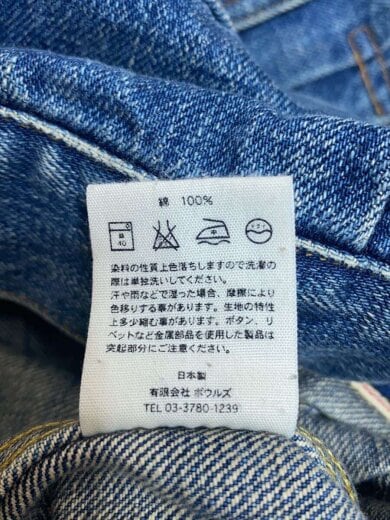 綿 100%
弱
40
高
ドライ
染料の性質上色落ちしますので洗濯の
際は単独洗いしてください。
汗や雨などで湿った場合、摩擦により
色移りする事があります。生地の特性
上多少縮む事があります。ボタン、リ
ベットなど金属部品を使用した製品は
突起部分にご注意ください。
日本製
有限会社 ボウルズ
TEL 03-3780-1239